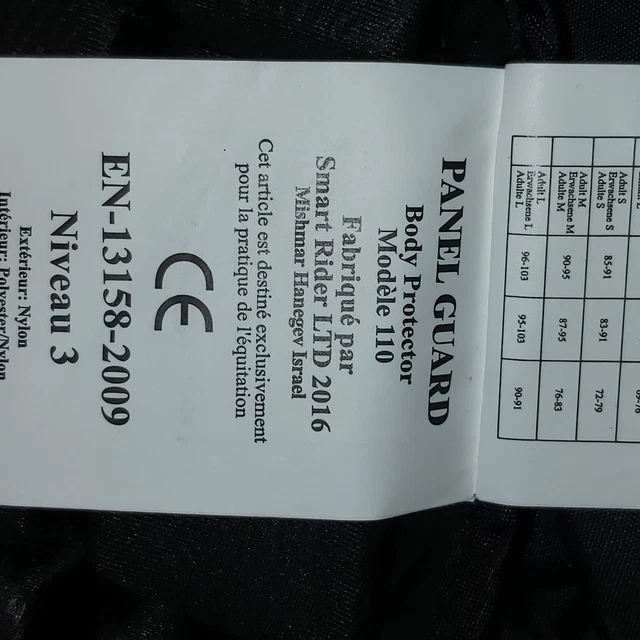 PANEL GUARD
Body Protector
Modèle 110
Fabriqué par
Smart Rider LTD 2016
Mishmar Hanegev Israel
Cet article est destiné exclusivement
pour la pratique de l'équitation
CE
EN-13158-2009
Niveau 3
Extérieur: Nylon
Intérieur: Polyester/Nylon
Adult S
Erwachsene S
Adulte S
85-91
83-91
72-79
Adult M
Erwachsene M
Adulte M
90-95
87-95
76-83
Adult L
Erwachsene L
Adulte L
96-103
95-103
90-91